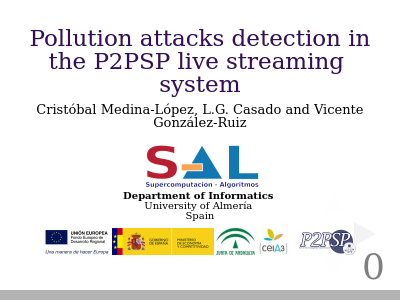 Pollution attacks detection in
the P2PSP live streaming
system
Cristóbal Medina-López, L.G. Casado and Vicente
González-Ruiz
SAL
Supercomputación - Algoritmos
Department of Informatics
University of Almería
Spain
UNIÓN EUROPEA
Fondo Europeo de
Desarrollo Regional
Una manera de hacer Europa
GOBIERNO
DE ESPAÑA
MINISTERIO
DE ECONOMÍA
Y COMPETITIVIDAD
JUNTA DE ANDALUCIA
ceiA3
P2PSP
0